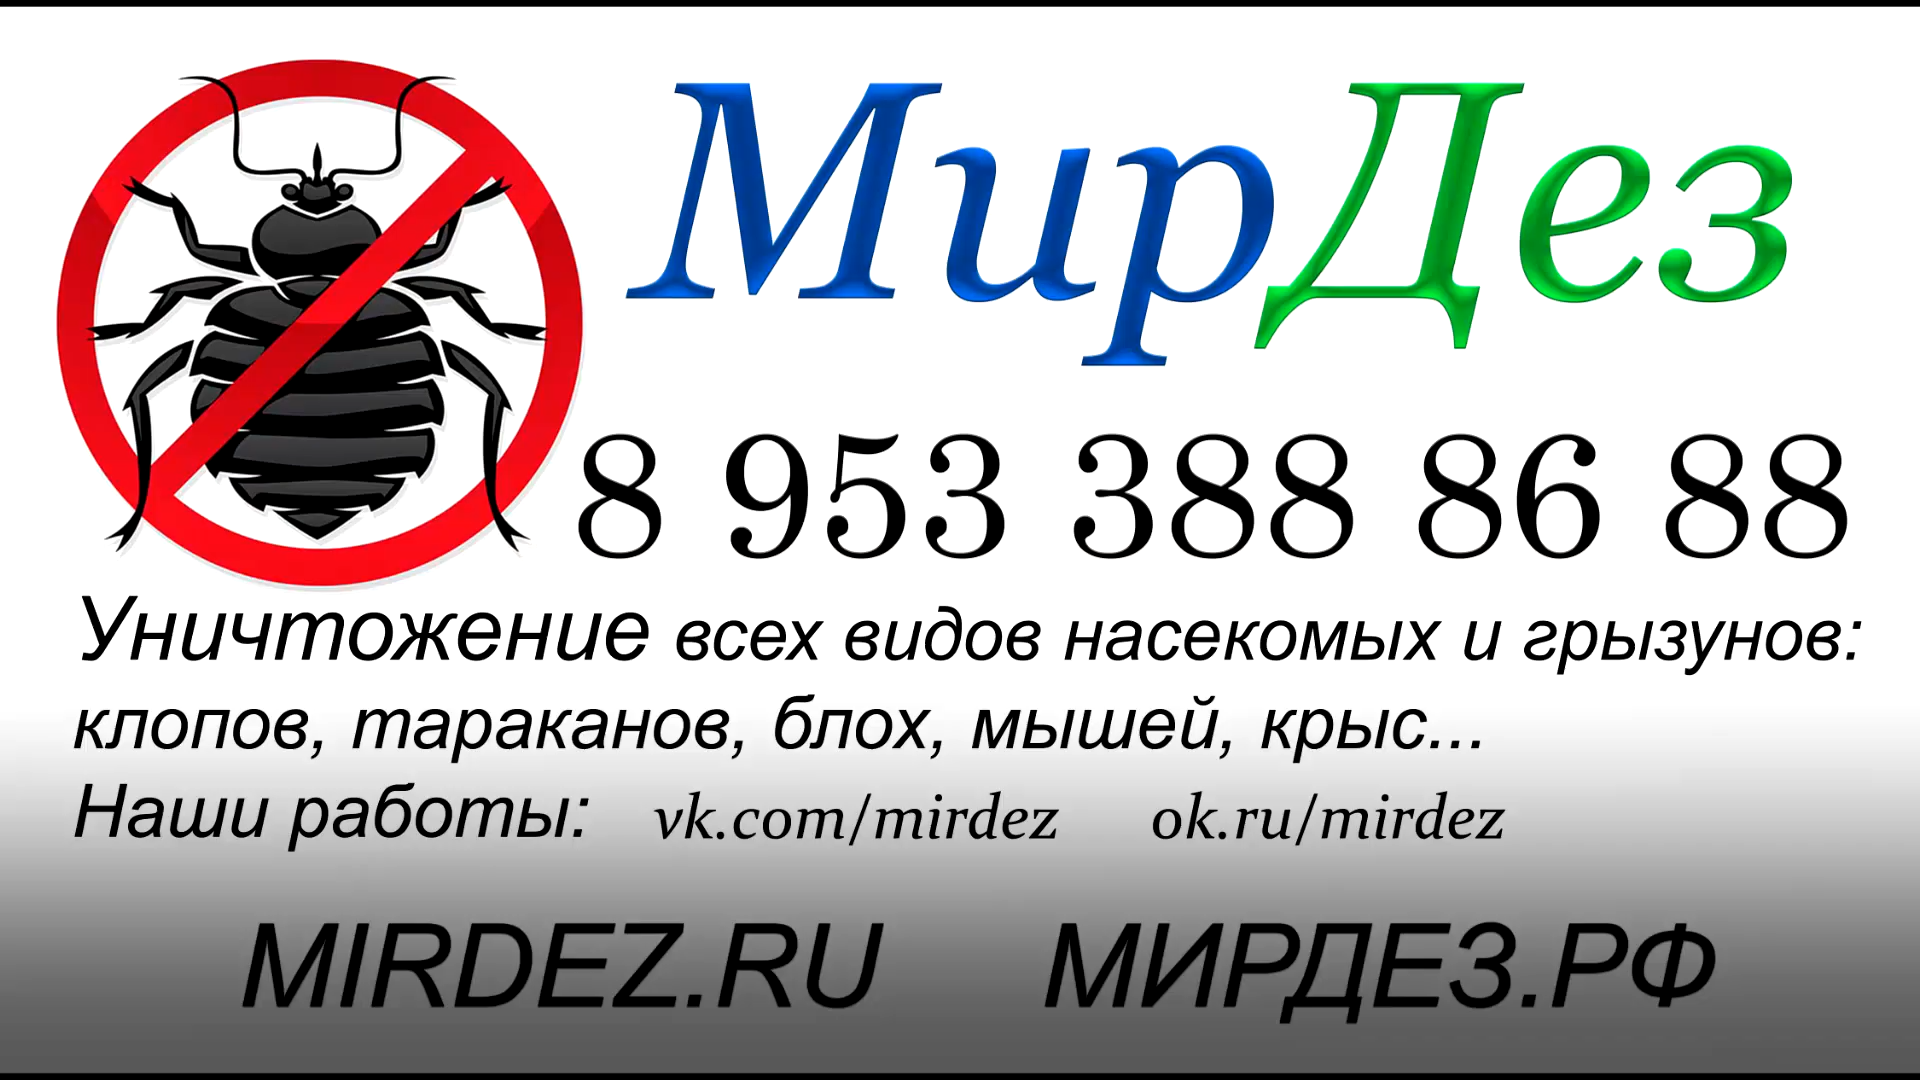 МирДез
8 953 388 86 88
Уничтожение всех видов насекомых и грызунов:
клопов, тараканов, блох, мышей, крыс...
Наши работы: vk.com/mirdez ok.ru/mirdez
MIRDEZ.RU МИРДЕЗ.РФ